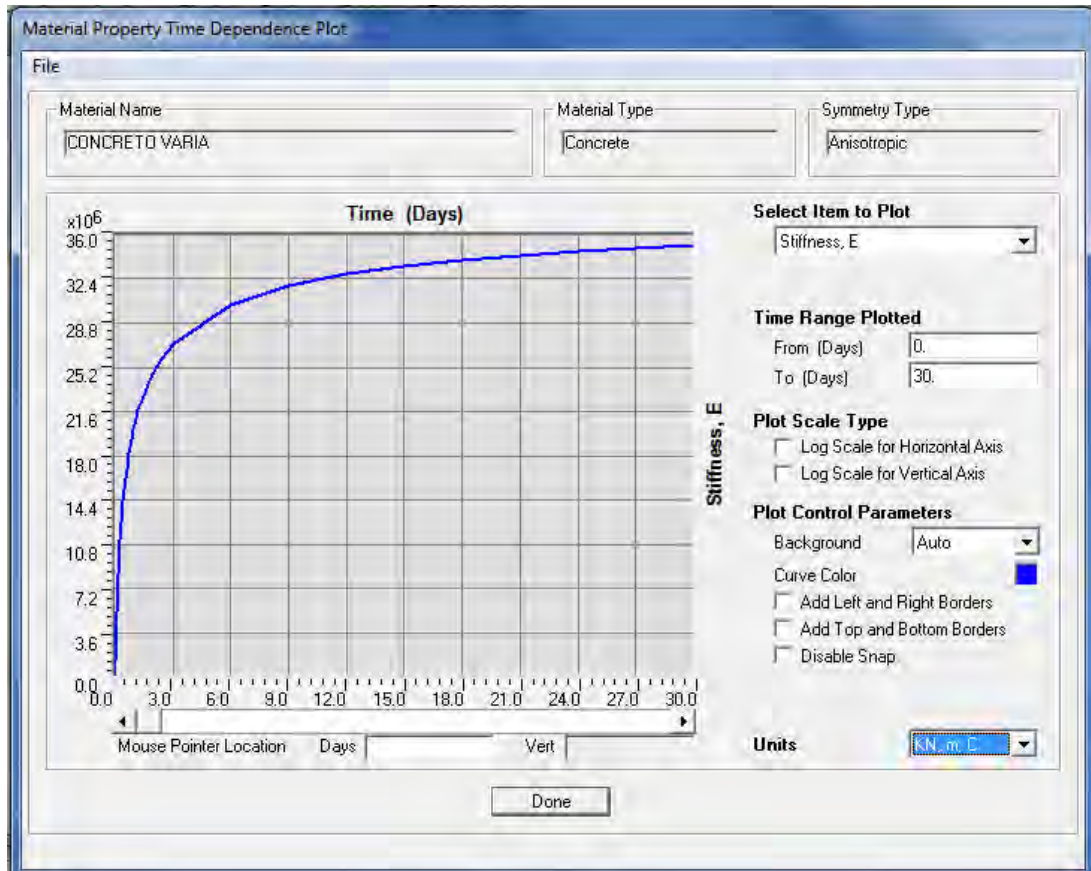 Material Property Time Dependence Plot
File
Material Name
CONCRETO VARIA
Material Type
Concrete
Symmetry Type
Anisotropic
Time (Days)
x10^6
36.0
32.4
28.8
25.2
21.6
18.0
14.4
10.8
7.2
3.6
0.0
0.0 3.0 6.0 9.0 12.0 15.0 18.0 21.0 24.0 27.0 30.0
Stiffness, E
Mouse Pointer Location Days Vert
Select Item to Plot
Stiffness, E
Time Range Plotted
From (Days) 0.
To (Days) 30.
Plot Scale Type
Log Scale for Horizontal Axis
Log Scale for Vertical Axis
Plot Control Parameters
Background Auto
Curve Color
Add Left and Right Borders
Add Top and Bottom Borders
Disable Snap
Units KN, m, C
Done